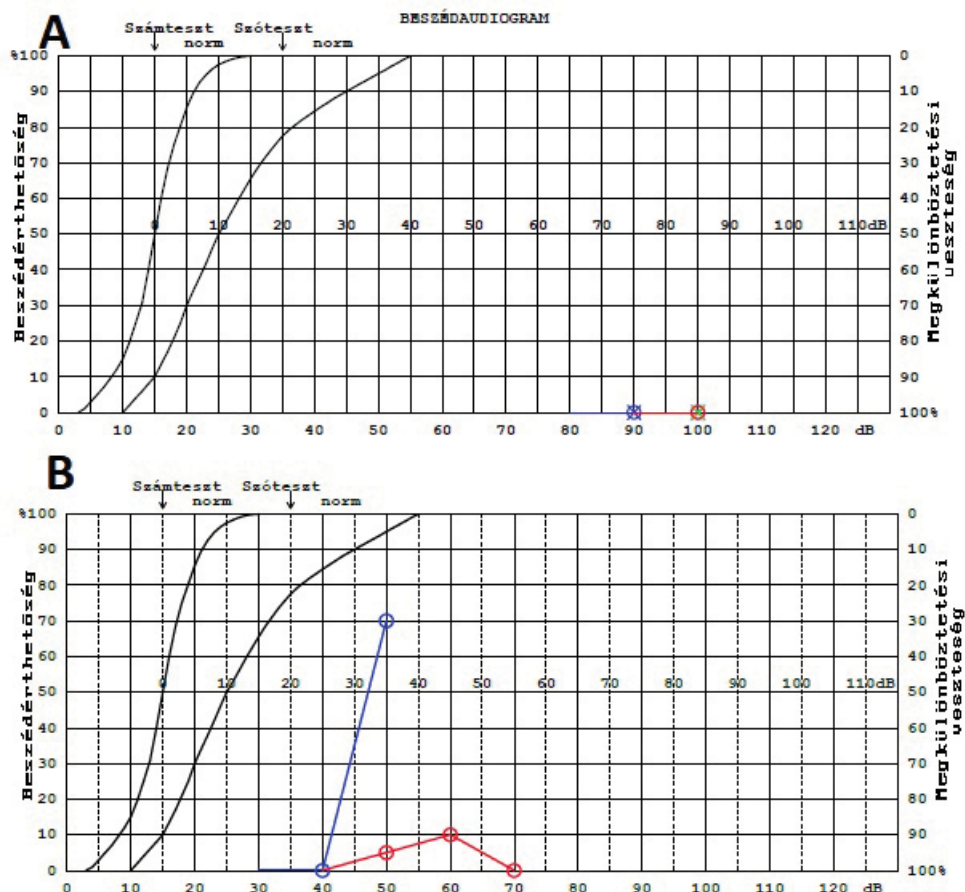 A
BESZÉDAUDIOGRAM
Számteszt Szóteszt
norm norm
%100 0
90 10
80 20
70 30
60 40
0 10 20 30 40 50 60 70 80 90 100 110dB
50 50
40 60
30 70
20 80
10 90
0 100%
0 10 20 30 40 50 60 70 80 90 100 110 120 dB
Beszédérthetőség
Megkülönböztetési
veszteség
B
Számteszt Szóteszt
norm norm
%100 0
90 10
80 20
70 30
60 40
0 10 20 30 40 50 60 70 80 90 100 110dB
50 50
40 60
30 70
20 80
10 90
0 100%
0 10 20 30 40 50 60 70 80 90 100 110 120 dB
Beszédérthetőség
Megkülönböztetési
veszteség